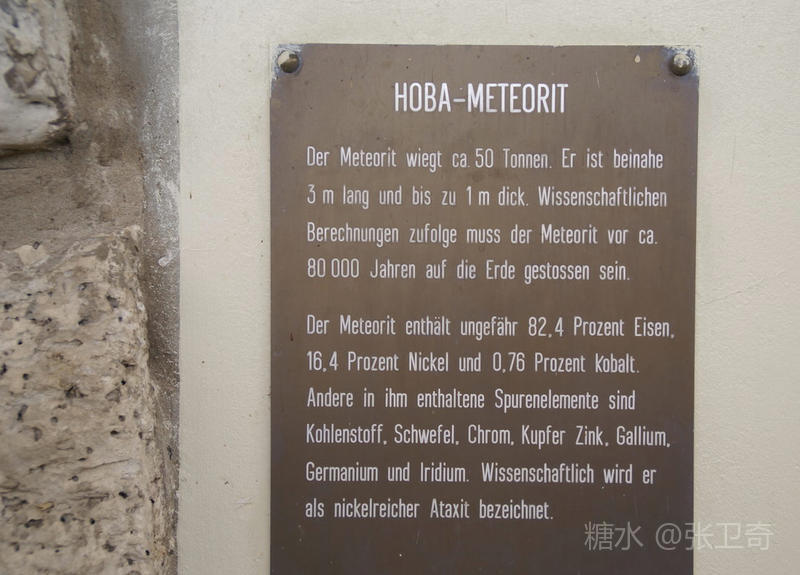 HOBA-METEORIT
Der Meteorit wiegt ca. 50 Tonnen. Er ist beinahe
3 m lang und bis zu 1 m dick. Wissenschaftlichen
Berechnungen zufolge muss der Meteorit vor ca.
80 000 Jahren auf die Erde gestossen sein.
Der Meteorit enthält ungefähr 82,4 Prozent Eisen,
16,4 Prozent Nickel und 0,76 Prozent Kobalt.
Andere in ihm enthaltene Spurenelemente sind
Kohlenstoff, Schwefel, Chrom, Kupfer Zink, Gallium,
Germanium und Iridium. Wissenschaftlich wird er
als nickelreicher Ataxit bezeichnet.
糖水 @张卫奇